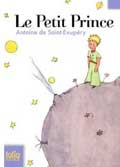 Le Petit Prince
Antoine de Saint-Exupéry
folio
junior